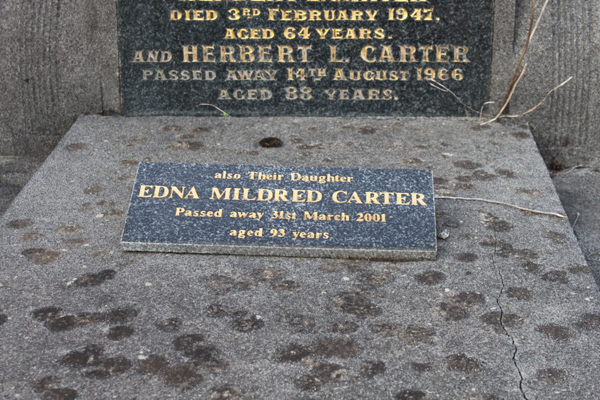 DIED 3RD FEBRUARY 1947.
AGED 64 YEARS.
AND HERBERT L. CARTER
PASSED AWAY 14TH AUGUST 1966
AGED 88 YEARS.
also Their Daughter
EDNA MILDRED CARTER
Passed away 31st March 2001
aged 93 years